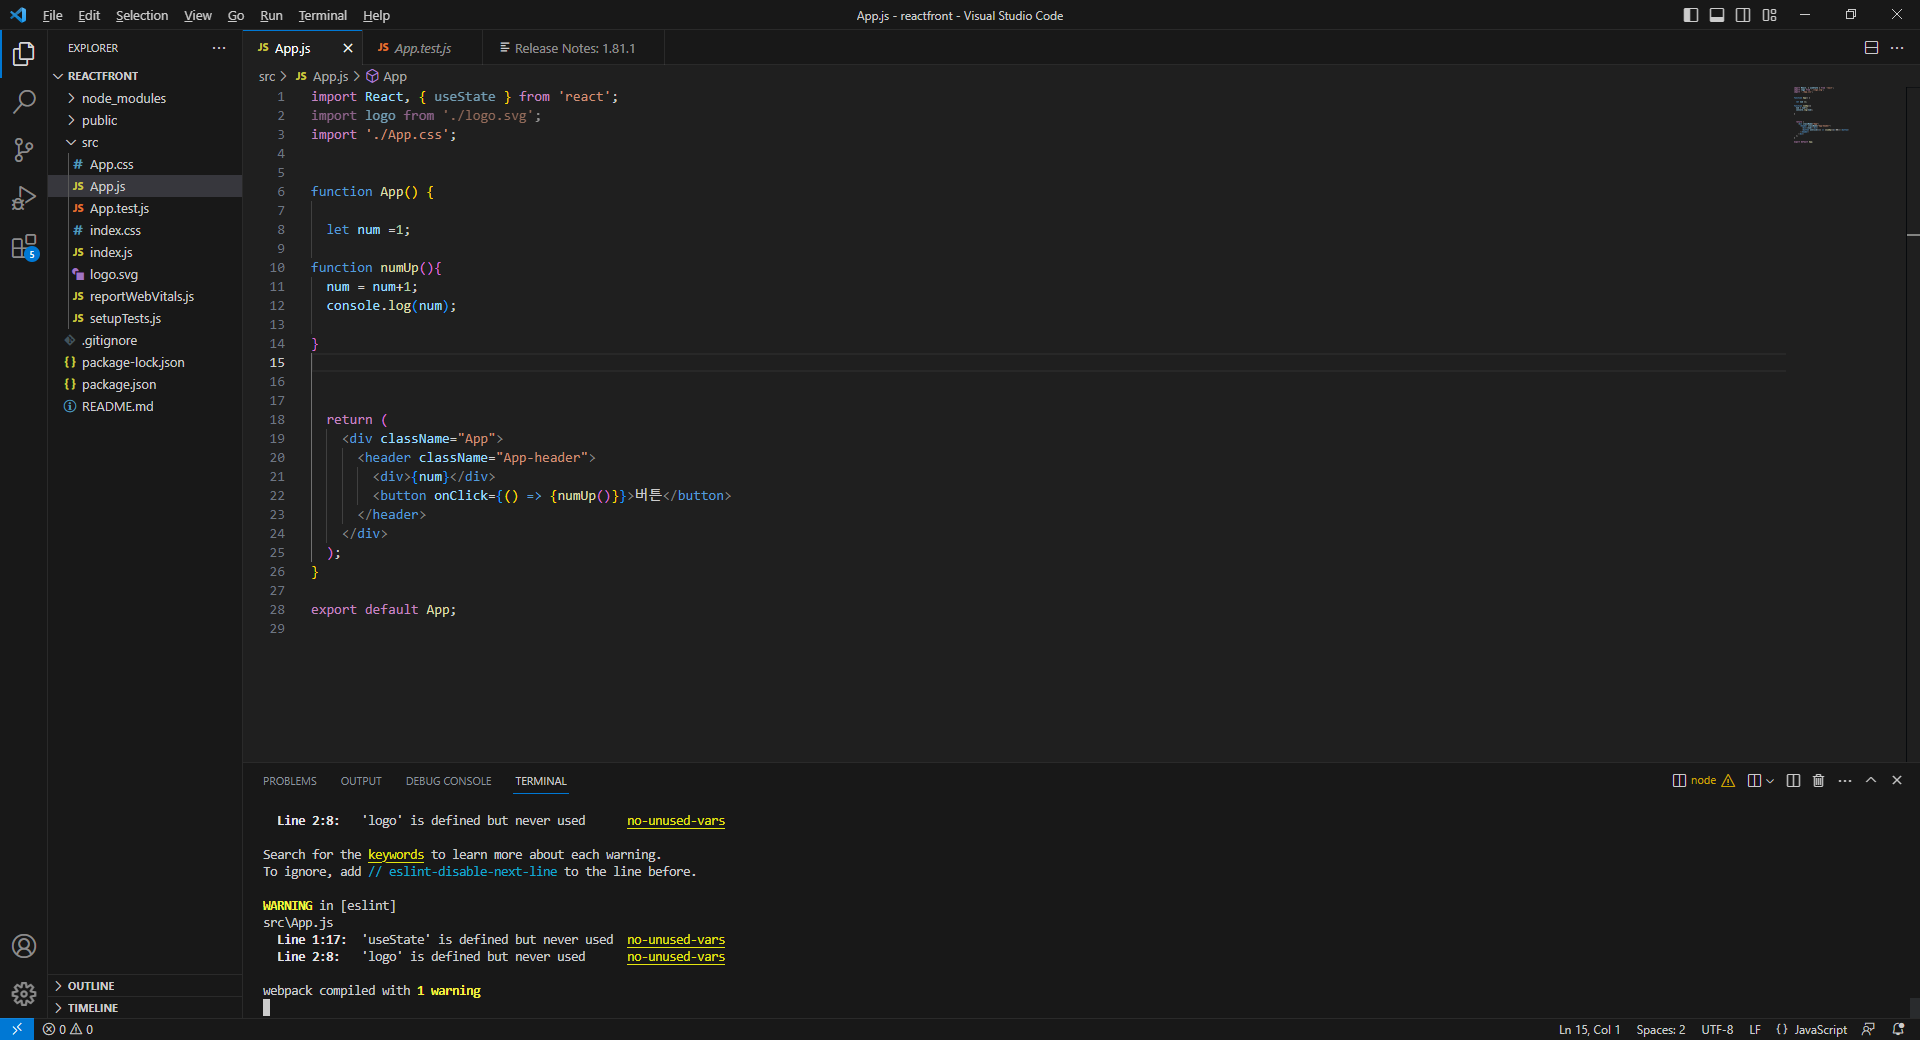 File Edit Selection View Go Run Terminal Help
App.js - reactfront - Visual Studio Code
EXPLORER
REACTFRONT
node_modules
public
src
# App.css
JS App.js
JS App.test.js
# index.css
JS index.js
logo.svg
JS reportWebVitals.js
JS setupTests.js
.gitignore
{} package-lock.json
{} package.json
README.md
OUTLINE
TIMELINE
5
JS App.js
JS App.test.js
Release Notes: 1.81.1
src > JS App.js > App
1 import React, { useState } from 'react';
2 import logo from './logo.svg';
3 import './App.css';
4
5
6 function App() {
7
8   let num =1;
9
10 function numUp(){
11   num = num+1;
12   console.log(num);
13
14 }
15
16
17
18   return (
19     <div className="App">
20       <header className="App-header">
21         <div>{num}</div>
22         <button onClick={() => {numUp()}}>버튼</button>
23       </header>
24     </div>
25   );
26 }
27
28 export default App;
29
PROBLEMS OUTPUT DEBUG CONSOLE TERMINAL
node
Line 2:8:   'logo' is defined but never used      no-unused-vars
Search for the keywords to learn more about each warning.
To ignore, add // eslint-disable-next-line to the line before.
WARNING in [eslint]
src\App.js
Line 1:17:  'useState' is defined but never used  no-unused-vars
Line 2:8:   'logo' is defined but never used      no-unused-vars
webpack compiled with 1 warning
0 0
Ln 15, Col 1 Spaces: 2 UTF-8 LF {} JavaScript